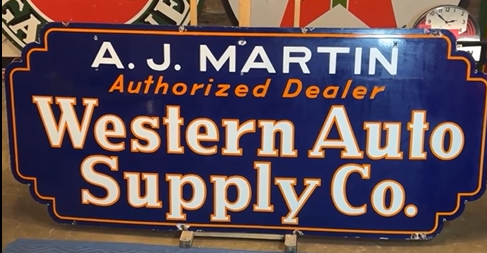 A. J. MARTIN
Authorized Dealer
Western Auto
Supply Co.